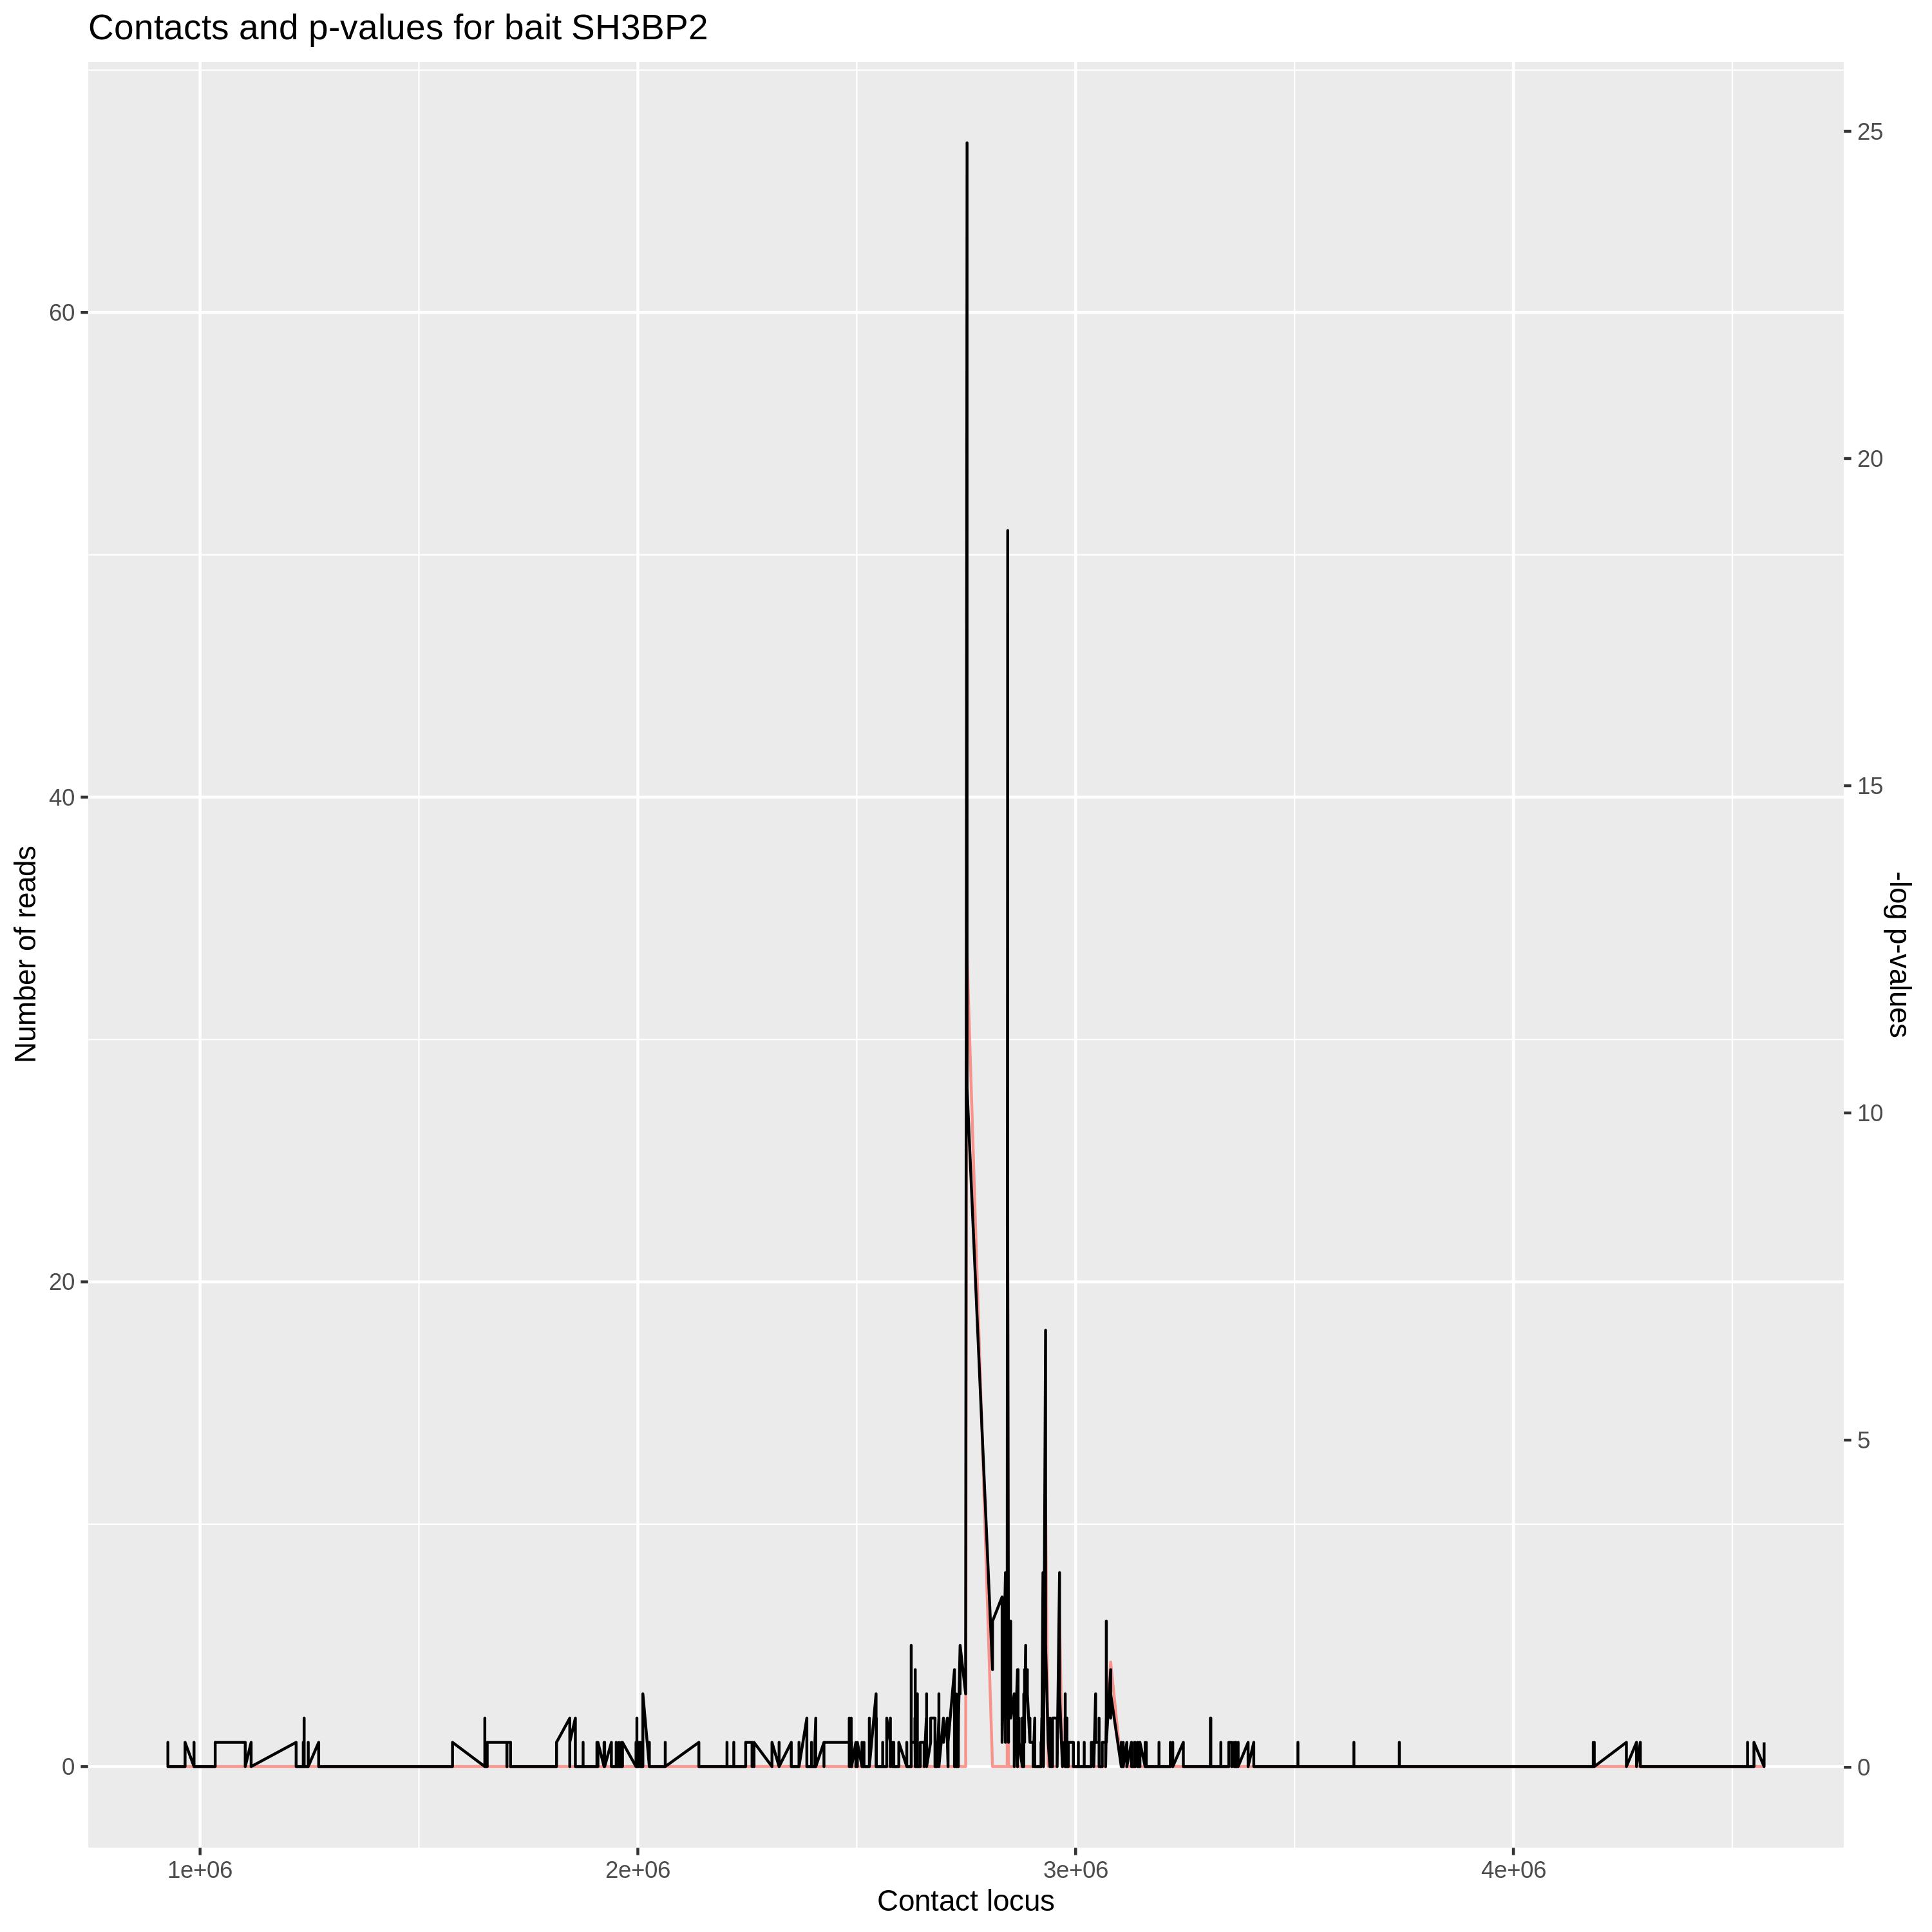 Contacts and p-values for bait SH3BP2
Number of reads
60
40
20
0
25
20
15
10
5
0
-log p-values
1e+06 2e+06 3e+06 4e+06
Contact locus